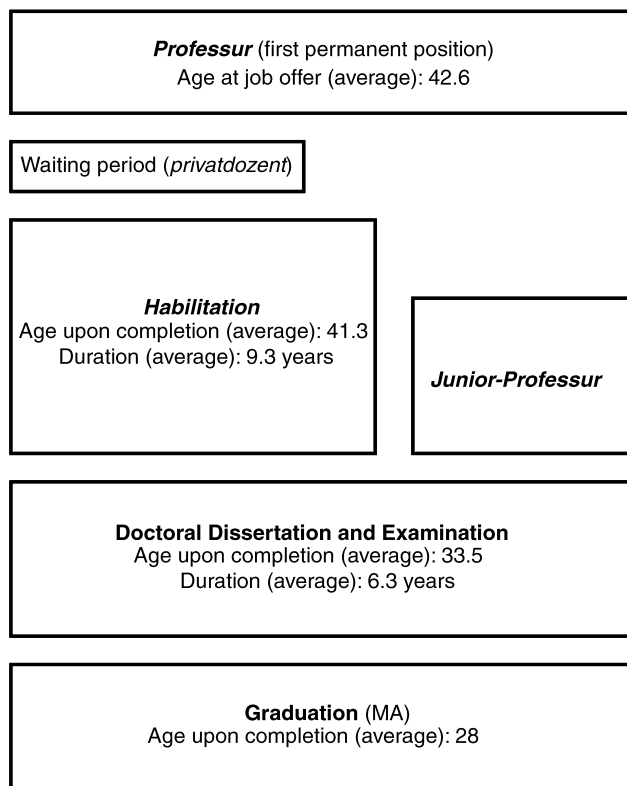 Professur (first permanent position)
Age at job offer (average): 42.6
Waiting period (privatdozent)
Habilitation
Age upon completion (average): 41.3
Duration (average): 9.3 years
Junior-Professur
Doctoral Dissertation and Examination
Age upon completion (average): 33.5
Duration (average): 6.3 years
Graduation (MA)
Age upon completion (average): 28